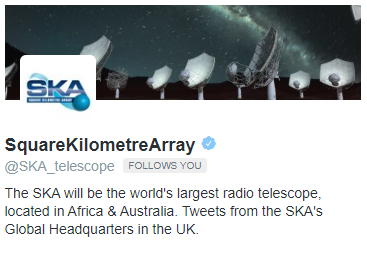 SKA
SQUARE KILOMETRE ARRAY
SquareKilometreArray
@SKA_telescope FOLLOWS YOU
The SKA will be the world's largest radio telescope,
located in Africa & Australia. Tweets from the SKA's
Global Headquarters in the UK.